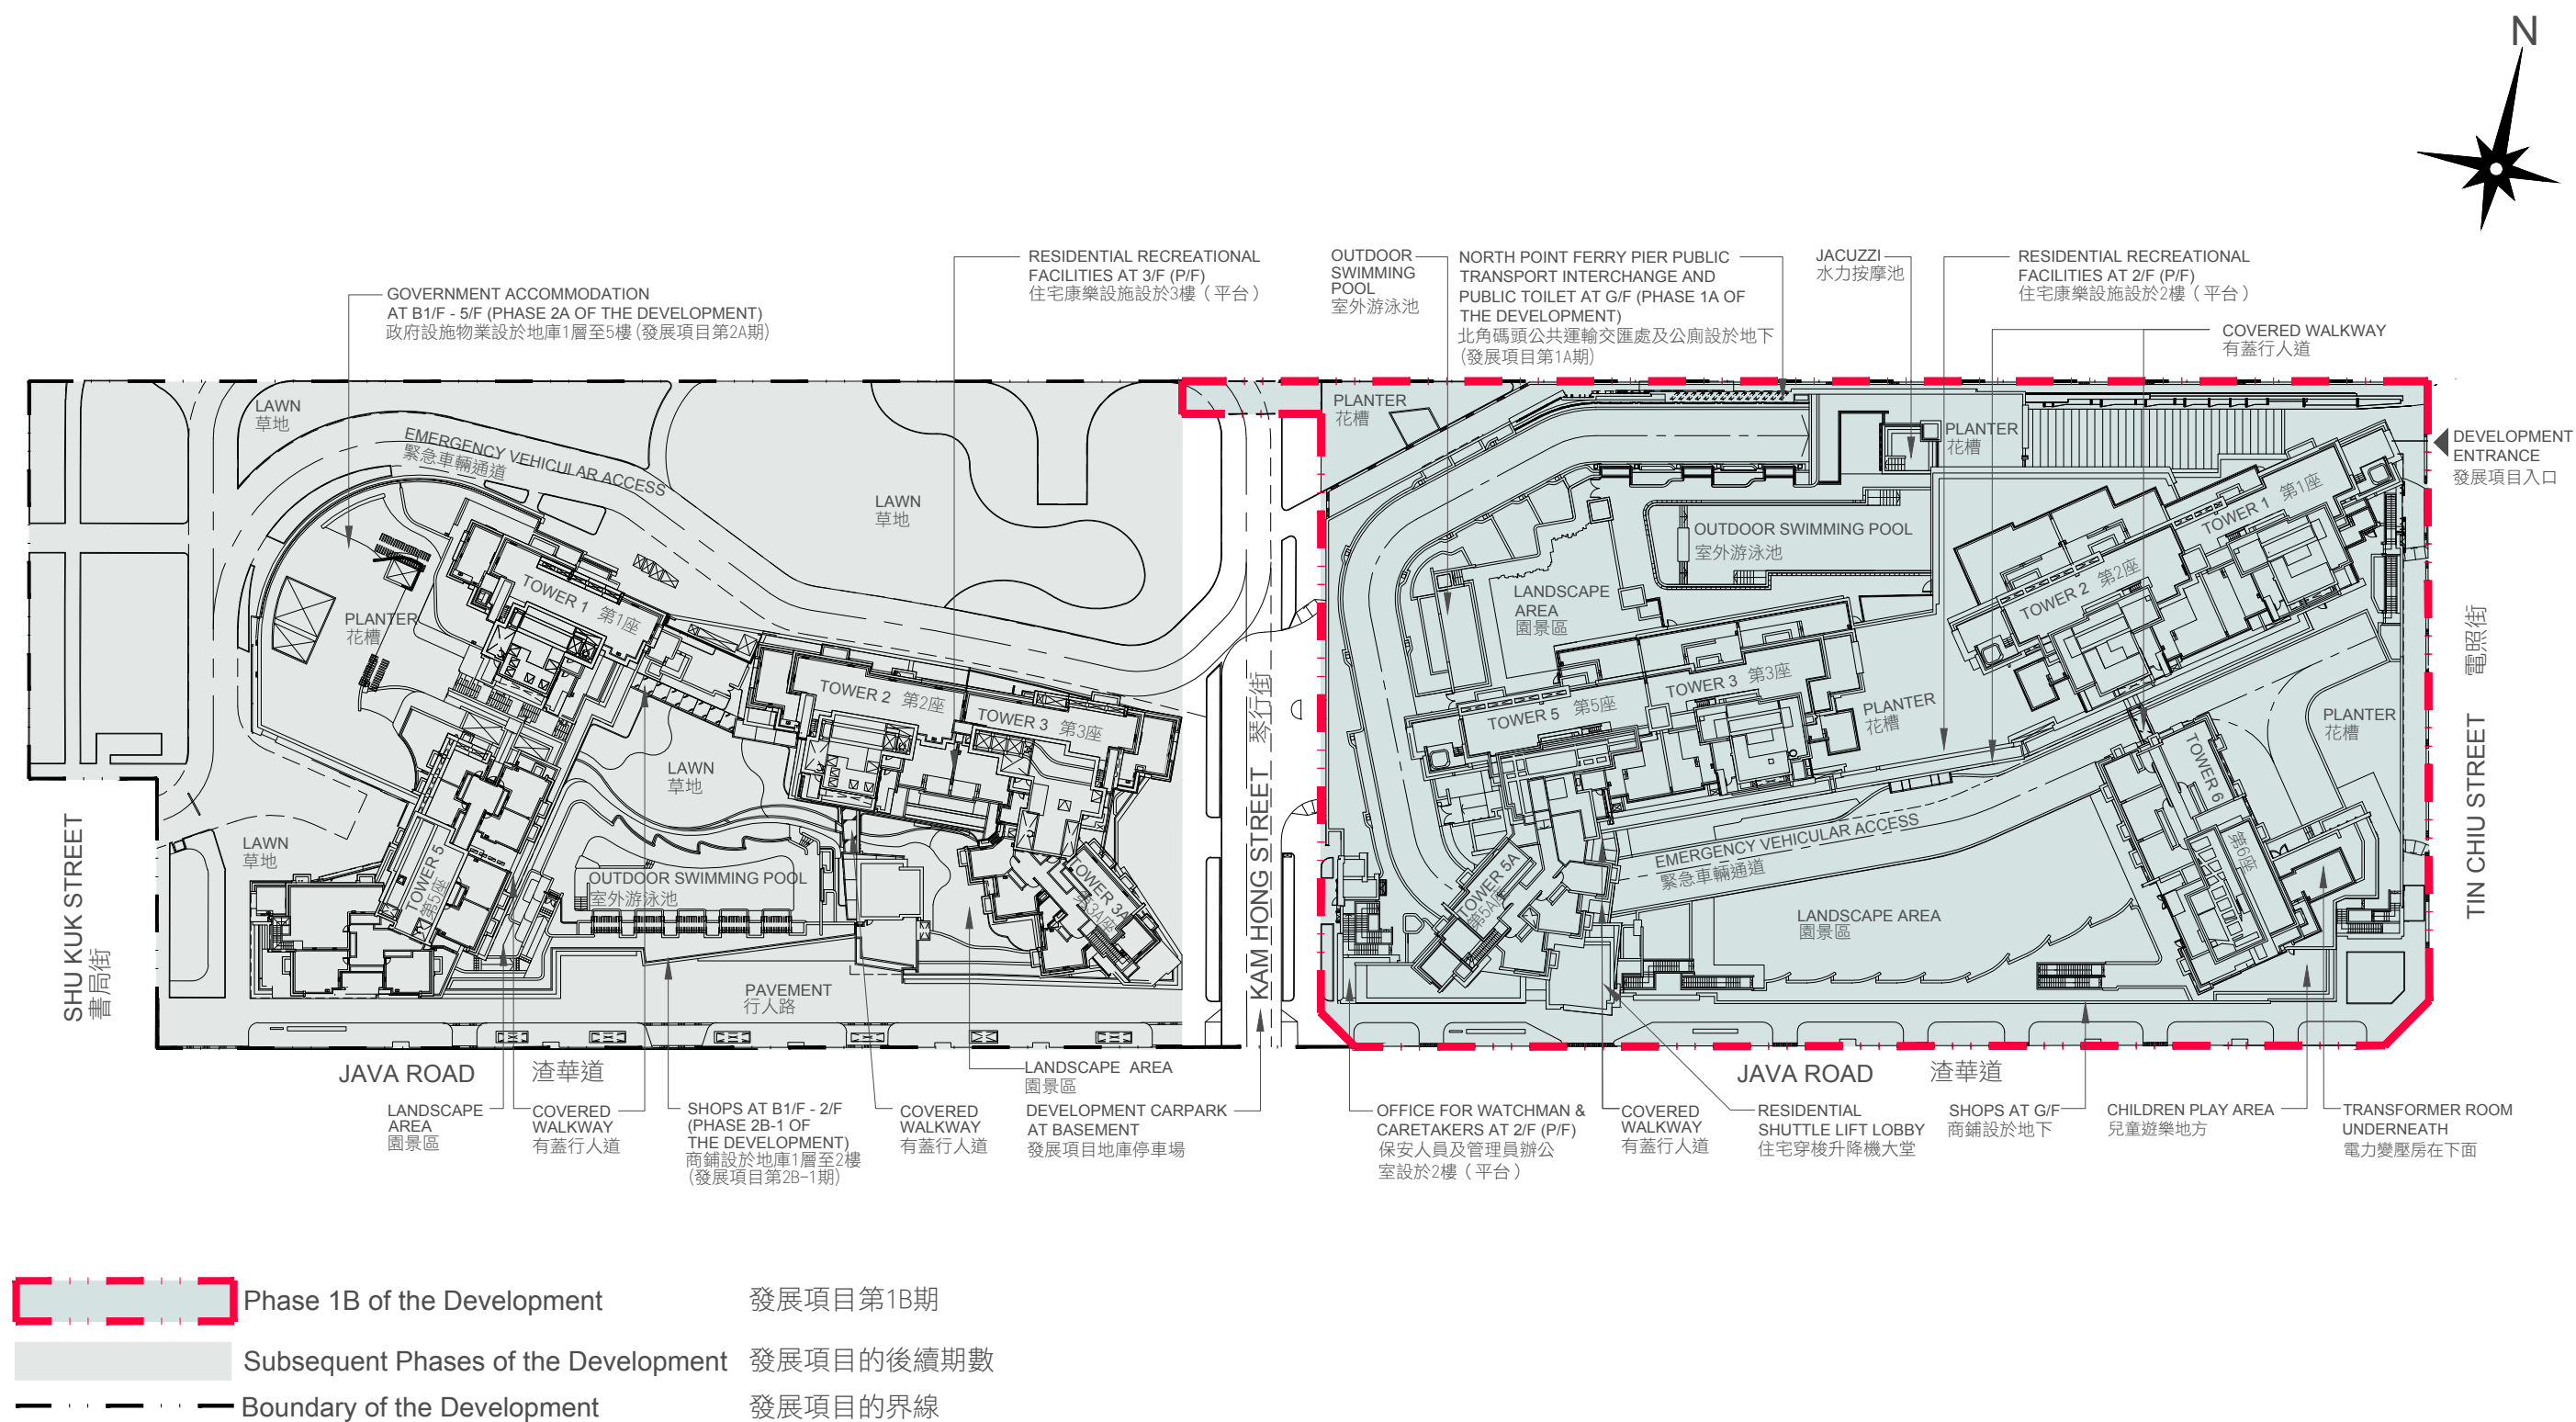 N
RESIDENTIAL RECREATIONAL
FACILITIES AT 3/F (P/F)
住宅康樂設施設於3樓（平台）
OUTDOOR
SWIMMING
POOL
室外游泳池
NORTH POINT FERRY PIER PUBLIC
TRANSPORT INTERCHANGE AND
PUBLIC TOILET AT G/F (PHASE 1A OF
THE DEVELOPMENT)
北角碼頭公共運輸交匯處及公廁設於地下
(發展項目第1A期)
JACUZZI
水力按摩池
RESIDENTIAL RECREATIONAL
FACILITIES AT 2/F (P/F)
住宅康樂設施設於2樓（平台）
GOVERNMENT ACCOMMODATION
AT B1/F - 5/F (PHASE 2A OF THE DEVELOPMENT)
政府設施物業設於地庫1層至5樓(發展項目第2A期)
COVERED WALKWAY
有蓋行人道
LAWN
草地
EMERGENCY VEHICULAR ACCESS
緊急車輛通道
LAWN
草地
PLANTER
花槽
PLANTER
花槽
DEVELOPMENT
ENTRANCE
發展項目入口
OUTDOOR SWIMMING POOL
室外游泳池
TOWER 1 第1座
TOWER 2 第2座
LANDSCAPE
AREA
園景區
TOWER 1 第1座
PLANTER
花槽
TOWER 2 第2座
TOWER 3 第3座
TOWER 3 第3座
TOWER 5 第5座
PLANTER
花槽
PLANTER
花槽
TIN CHIU STREET 電照街
KAM HONG STREET 琴行街
LAWN
草地
TOWER 6
第6座
LAWN
草地
TOWER 5
第5座
OUTDOOR SWIMMING POOL
室外游泳池
TOWER 3A
第3A座
TOWER 5A
第5A座
EMERGENCY VEHICULAR ACCESS
緊急車輛通道
LANDSCAPE AREA
園景區
SHU KUK STREET
書局街
PAVEMENT
行人路
JAVA ROAD 渣華道
LANDSCAPE AREA
園景區
JAVA ROAD 渣華道
LANDSCAPE
AREA
園景區
COVERED
WALKWAY
有蓋行人道
SHOPS AT B1/F - 2/F
(PHASE 2B-1 OF
THE DEVELOPMENT)
商鋪設於地庫1層至2樓
(發展項目第2B-1期)
COVERED
WALKWAY
有蓋行人道
DEVELOPMENT CARPARK
AT BASEMENT
發展項目地庫停車場
OFFICE FOR WATCHMAN &
CARETAKERS AT 2/F (P/F)
保安人員及管理員辦公
室設於2樓（平台）
COVERED
WALKWAY
有蓋行人道
RESIDENTIAL
SHUTTLE LIFT LOBBY
住宅穿梭升降機大堂
SHOPS AT G/F
商鋪設於地下
CHILDREN PLAY AREA
兒童遊樂地方
TRANSFORMER ROOM
UNDERNEATH
電力變壓房在下面
Phase 1B of the Development 發展項目第1B期
Subsequent Phases of the Development 發展項目的後續期數
Boundary of the Development 發展項目的界線